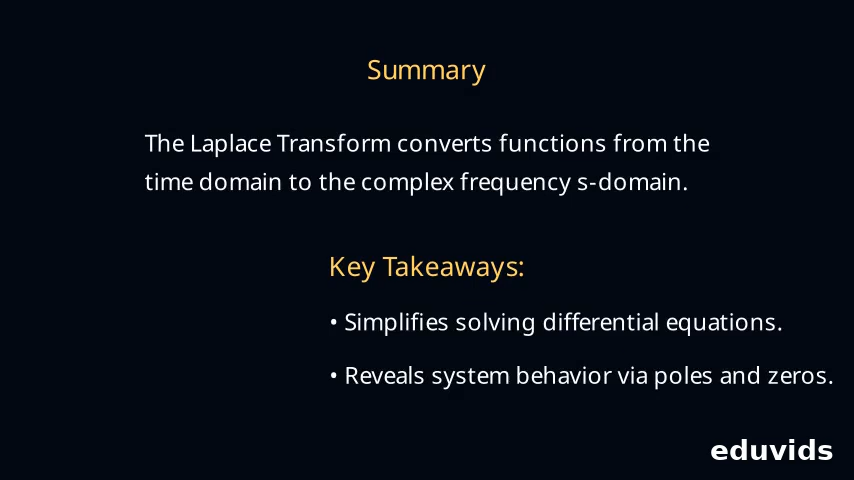 Summary
The Laplace Transform converts functions from the
time domain to the complex frequency s-domain.
Key Takeaways:
• Simplifies solving differential equations.
• Reveals system behavior via poles and zeros.
eduvids